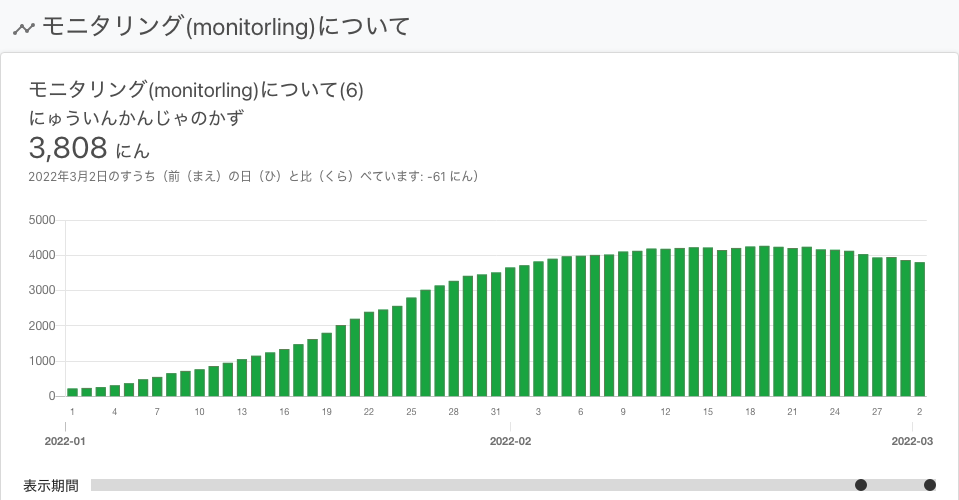 モニタリング(monitorling)について
モニタリング(monitorling)について(6)
にゅういんかんじゃのかず
3,808 にん
2022年3月2日のすうち（前（まえ）の日（ひ）と比（くら）べています: -61 にん）
5000
4000
3000
2000
1000
0
1 4 7 10 13 16 19 22 25 28 31 3 6 9 12 15 18 21 24 27 2
2022-01 2022-02 2022-03
表示期間